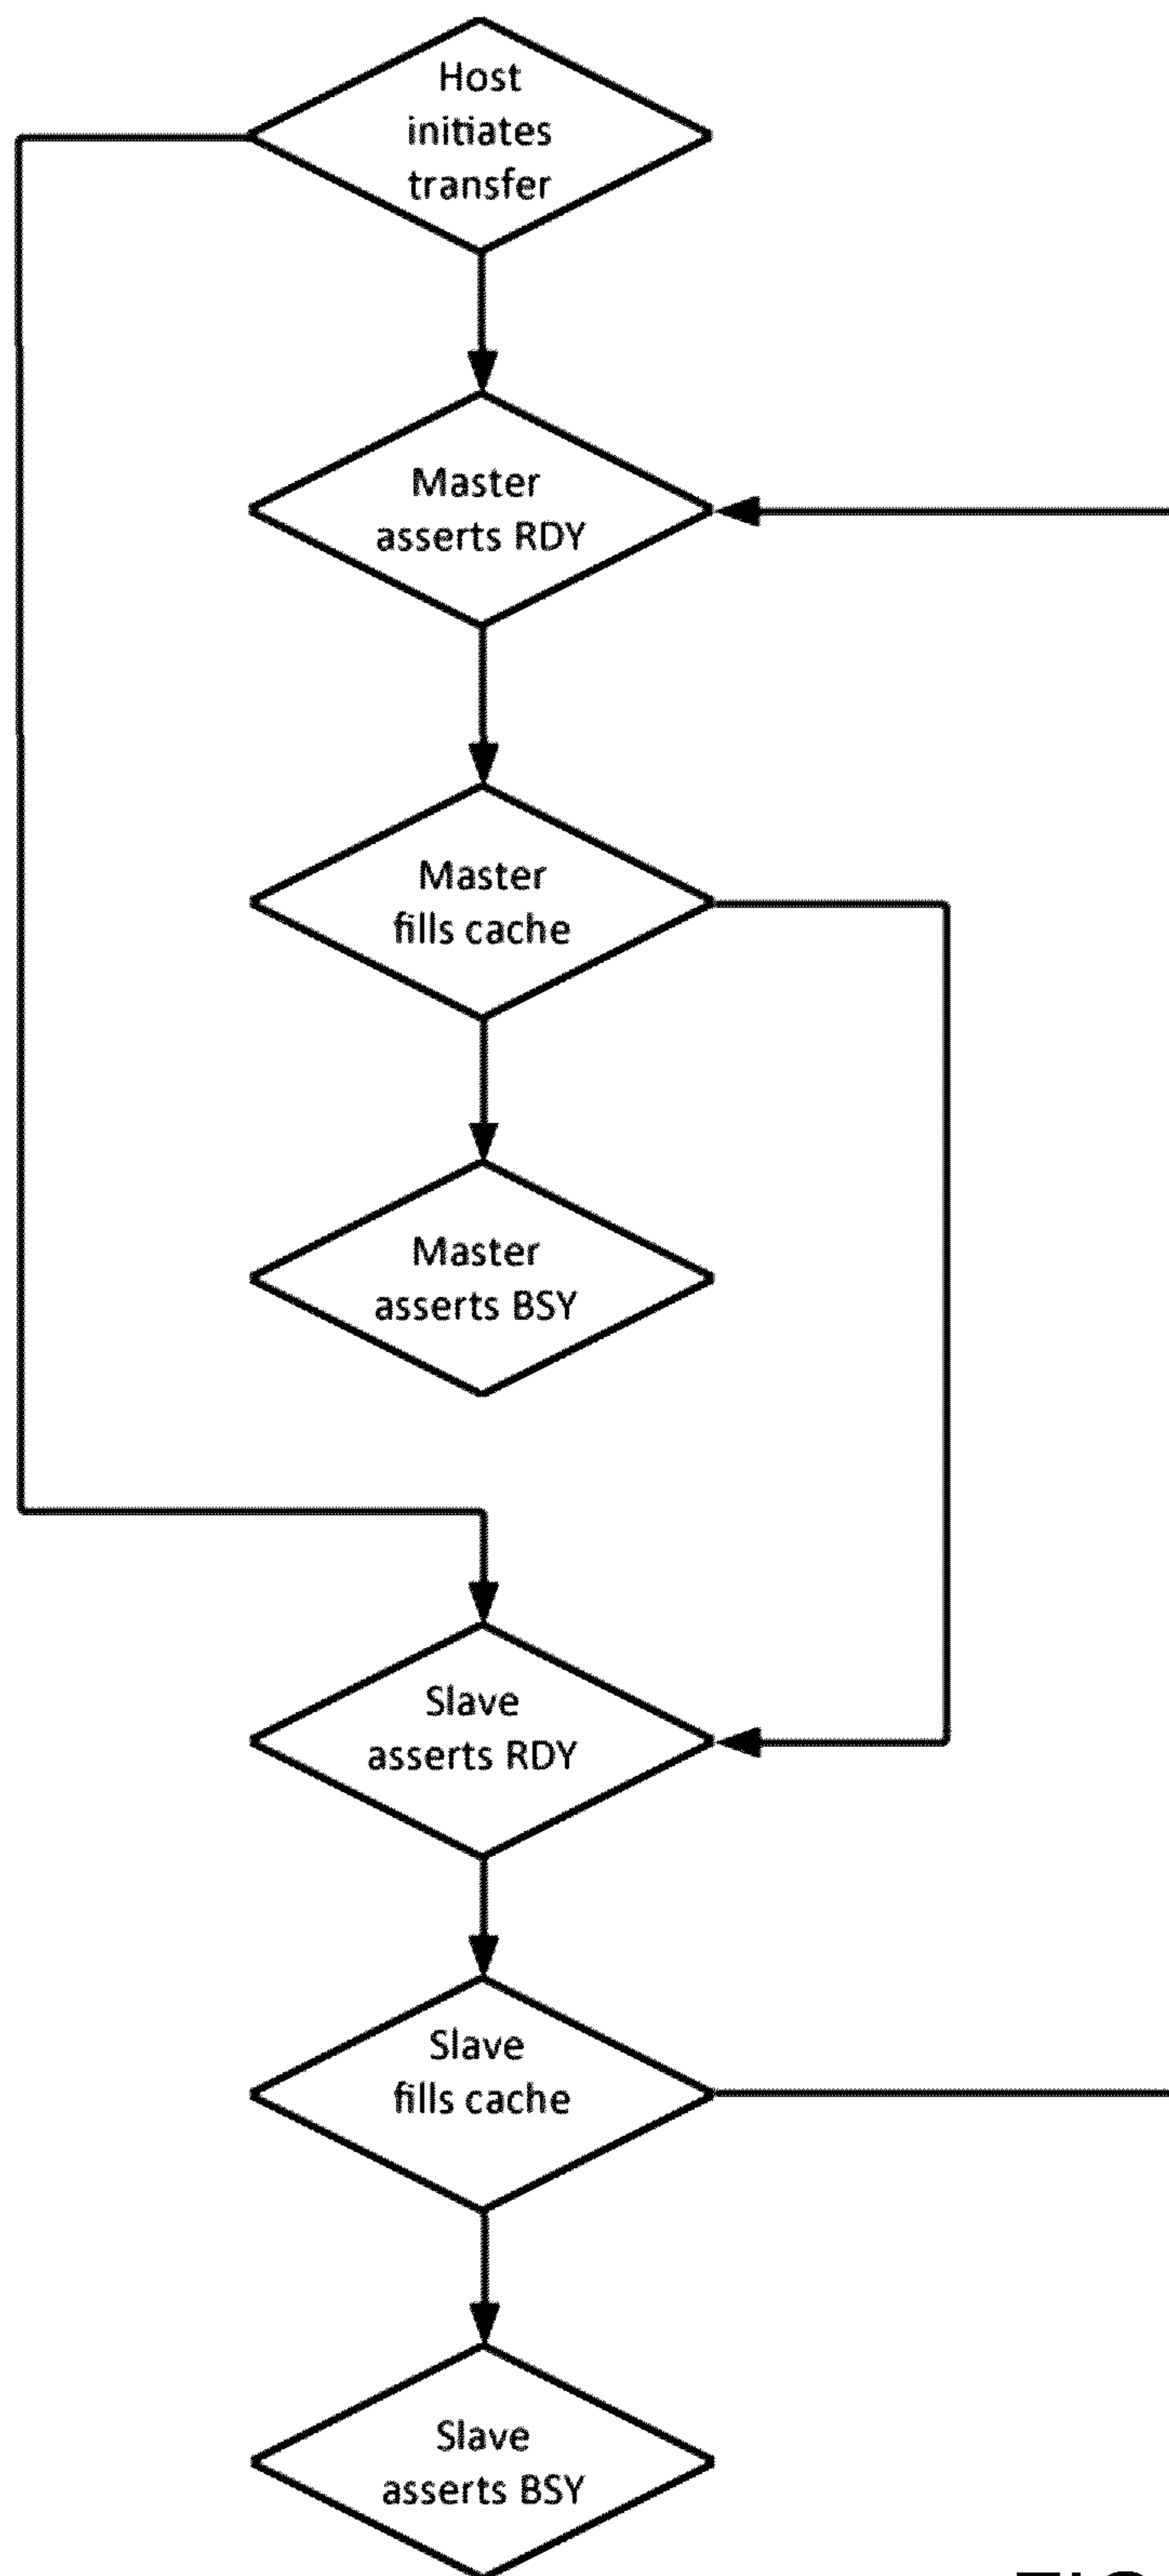 Host
initiates
transfer
Master
asserts RDY
Master
fills cache
Master
asserts BSY
Slave
asserts RDY
Slave
fills cache
Slave
asserts BSY